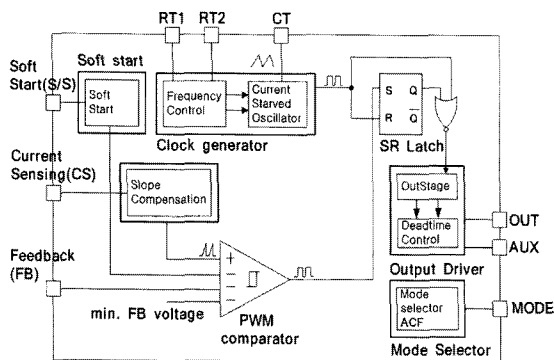 RT1 RT2 CT
Soft start
Soft
Start(S/S)
Soft
Start
Frequency
Control
Current
Starved
Oscillator
Clock generator
S Q
R Q
SR Latch
Current
Sensing(CS)
Slope
Compensation
OutStage
Deadtime
Control
OUT
AUX
Output Driver
Feedback
(FB)
+
−
−
−
min. FB voltage
PWM
comparator
Mode
selector
ACF
MODE
Mode Selector